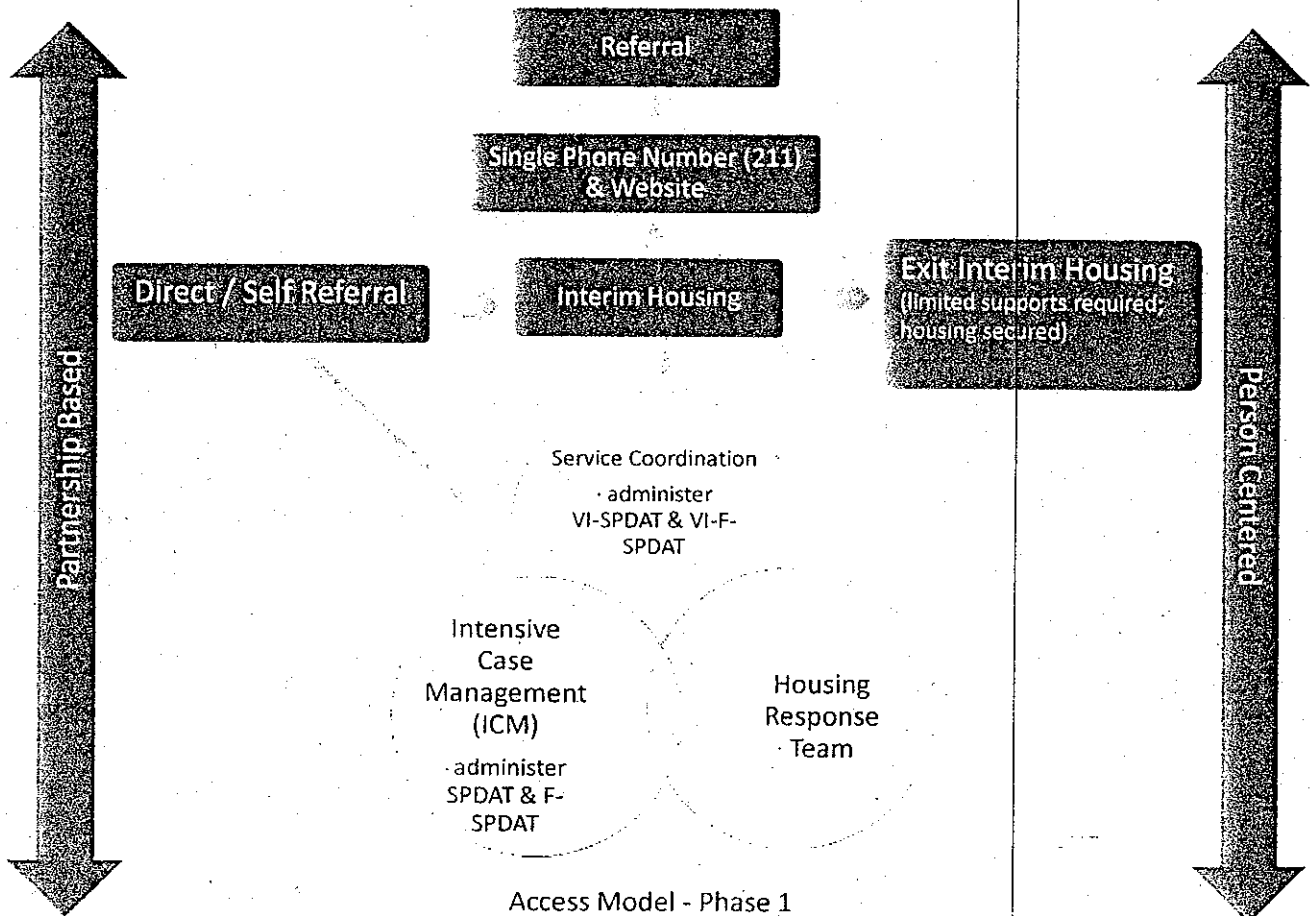 Referral
Single Phone Number (211)
& Website
Direct / Self Referral
Interim Housing
Exit Interim Housing
(limited supports required;
housing secured)
Partnership Based
Person Centered
Service Coordination
· administer
VI-SPDAT & VI-F-
SPDAT
Intensive
Case
Management
(ICM)
· administer
SPDAT & F-
SPDAT
Housing
Response
Team
Access Model - Phase 1